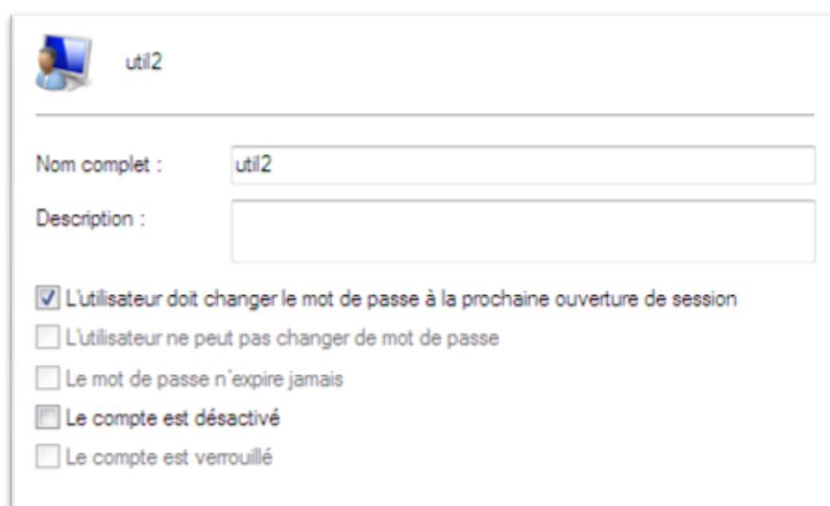 util2
Nom complet : util2
Description :
L'utilisateur doit changer le mot de passe à la prochaine ouverture de session
L'utilisateur ne peut pas changer de mot de passe
Le mot de passe n'expire jamais
Le compte est désactivé
Le compte est verrouillé